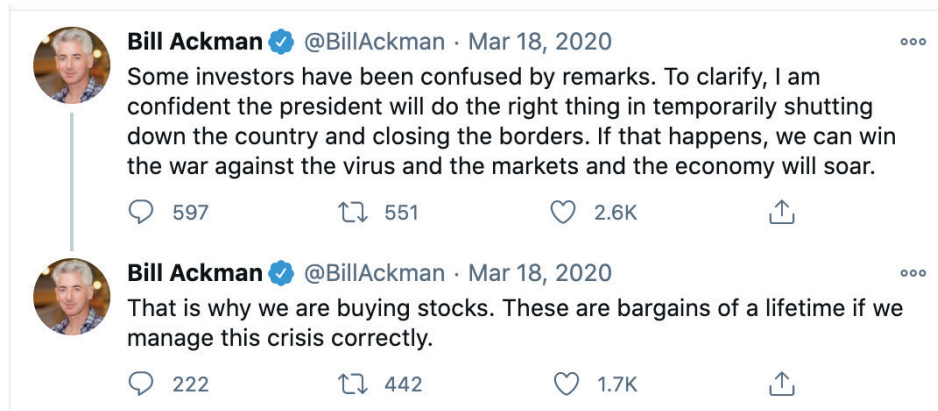 Bill Ackman @BillAckman · Mar 18, 2020
Some investors have been confused by remarks. To clarify, I am
confident the president will do the right thing in temporarily shutting
down the country and closing the borders. If that happens, we can win
the war against the virus and the markets and the economy will soar.
597 551 2.6K
Bill Ackman @BillAckman · Mar 18, 2020
That is why we are buying stocks. These are bargains of a lifetime if we
manage this crisis correctly.
222 442 1.7K